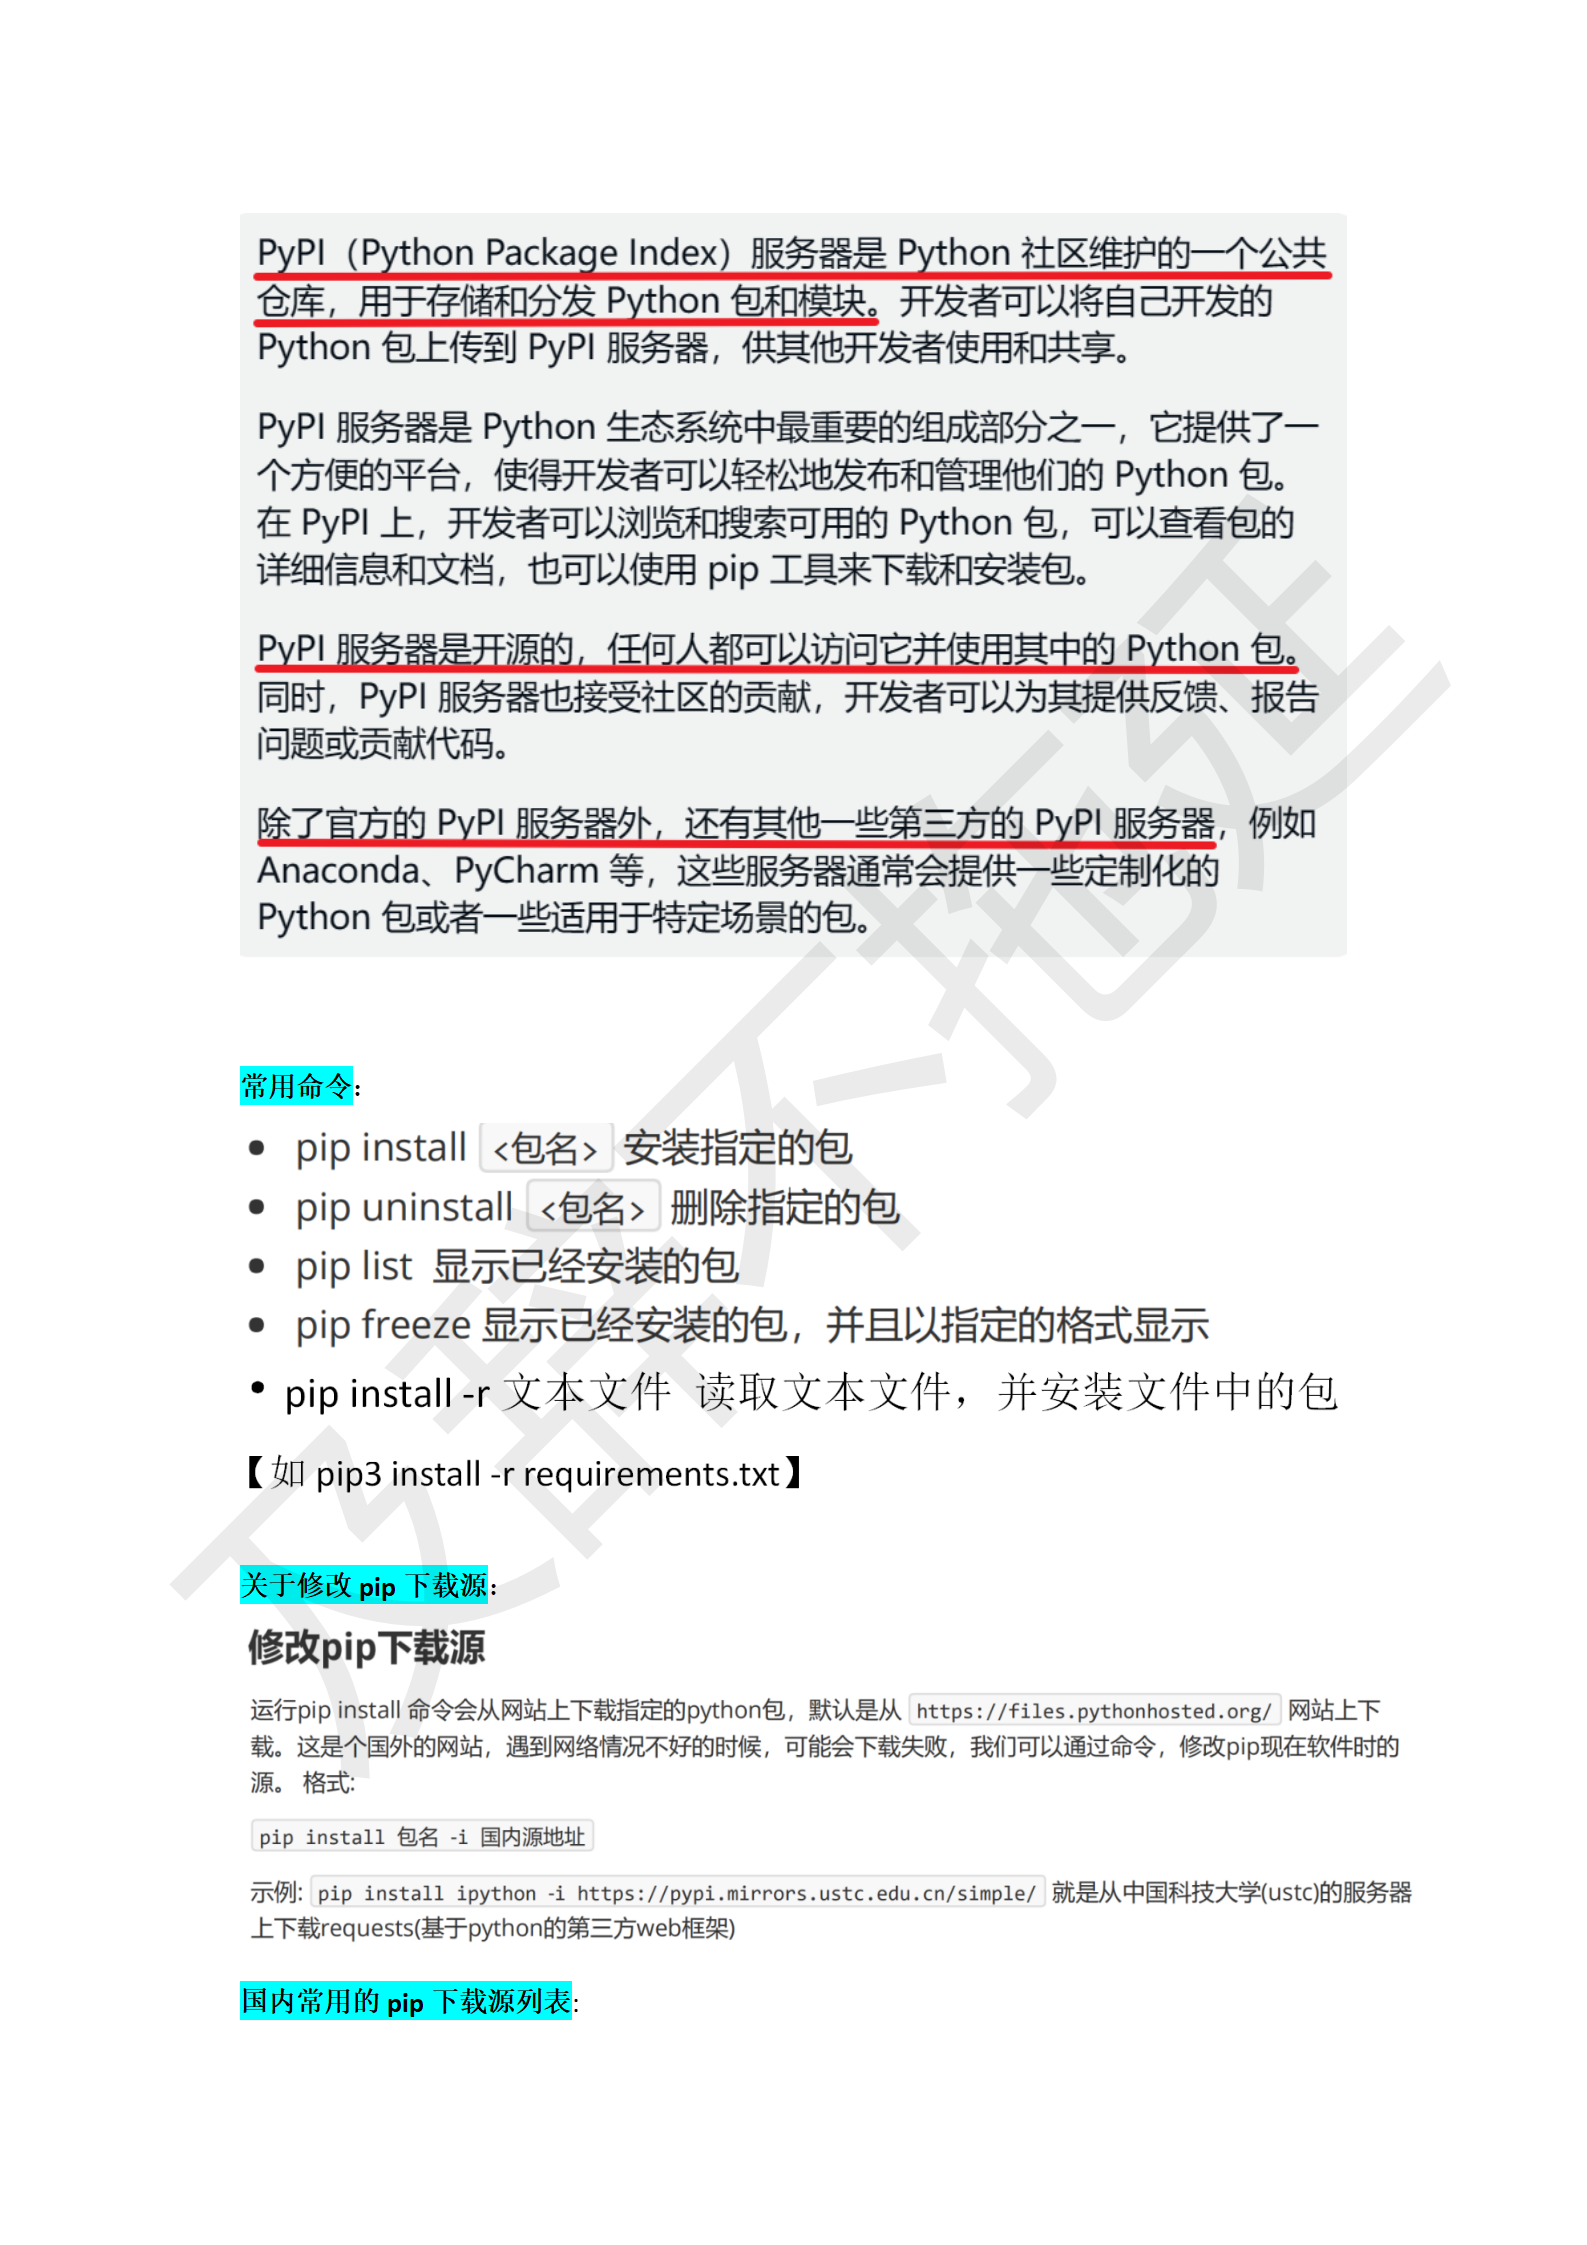 PyPI（Python Package Index）服务器是 Python 社区维护的一个公共
仓库，用于存储和分发 Python 包和模块。开发者可以将自己开发的
Python 包上传到 PyPI 服务器，供其他开发者使用和共享。
PyPI 服务器是 Python 生态系统中最重要的组成部分之一，它提供了一
个方便的平台，使得开发者可以轻松地发布和管理他们的 Python 包。
在 PyPI 上，开发者可以浏览和搜索可用的 Python 包，可以查看包的
详细信息和文档，也可以使用 pip 工具来下载和安装包。
PyPI 服务器是开源的，任何人都可以访问它并使用其中的 Python 包。
同时，PyPI 服务器也接受社区的贡献，开发者可以为其提供反馈、报告
问题或贡献代码。
除了官方的 PyPI 服务器外，还有其他一些第三方的 PyPI 服务器，例如
Anaconda、PyCharm 等，这些服务器通常会提供一些定制化的
Python 包或者一些适用于特定场景的包。
常用命令：
• pip install <包名> 安装指定的包
• pip uninstall <包名> 删除指定的包
• pip list 显示已经安装的包
• pip freeze 显示已经安装的包，并且以指定的格式显示
• pip install -r 文本文件 读取文本文件，并安装文件中的包
【如 pip3 install -r requirements.txt】
关于修改 pip 下载源：
修改pip下载源
运行pip install 命令会从网站上下载指定的python包，默认是从 https://files.pythonhosted.org/ 网站上下
载。这是个国外的网站，遇到网络情况不好的时候，可能会下载失败，我们可以通过命令，修改pip现在软件时的
源。 格式:
pip install 包名 -i 国内源地址
示例: pip install ipython -i https://pypi.mirrors.ustc.edu.cn/simple/ 就是从中国科技大学(ustc)的服务器
上下载requests(基于python的第三方web框架)
国内常用的 pip 下载源列表:
及辞不拖延